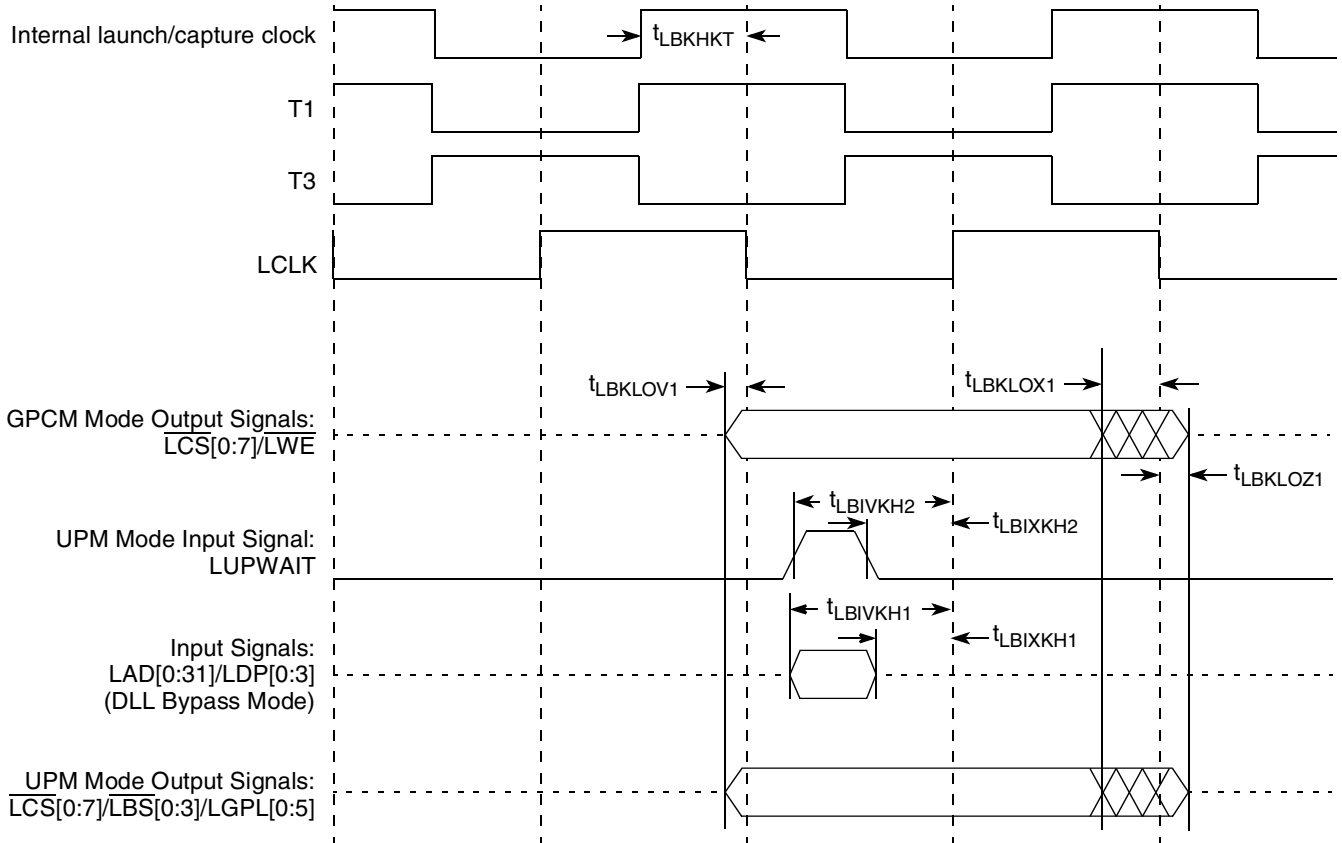 Internal launch/capture clock
tLBKHKT
T1
T3
LCLK
tLBKLOV1
tLBKLOX1
GPCM Mode Output Signals:
LCS[0:7]/LWE
tLBKLOZ1
tLBIVKH2
tLBIXKH2
UPM Mode Input Signal:
LUPWAIT
tLBIVKH1
tLBIXKH1
Input Signals:
LAD[0:31]/LDP[0:3]
(DLL Bypass Mode)
UPM Mode Output Signals:
LCS[0:7]/LBS[0:3]/LGPL[0:5]